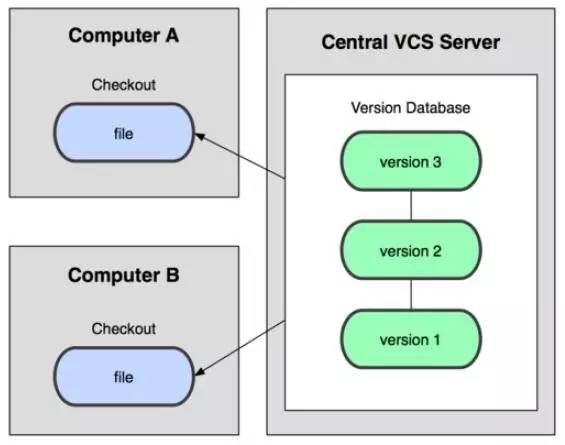 Computer A
Checkout
file
Computer B
Checkout
file
Central VCS Server
Version Database
version 3
version 2
version 1